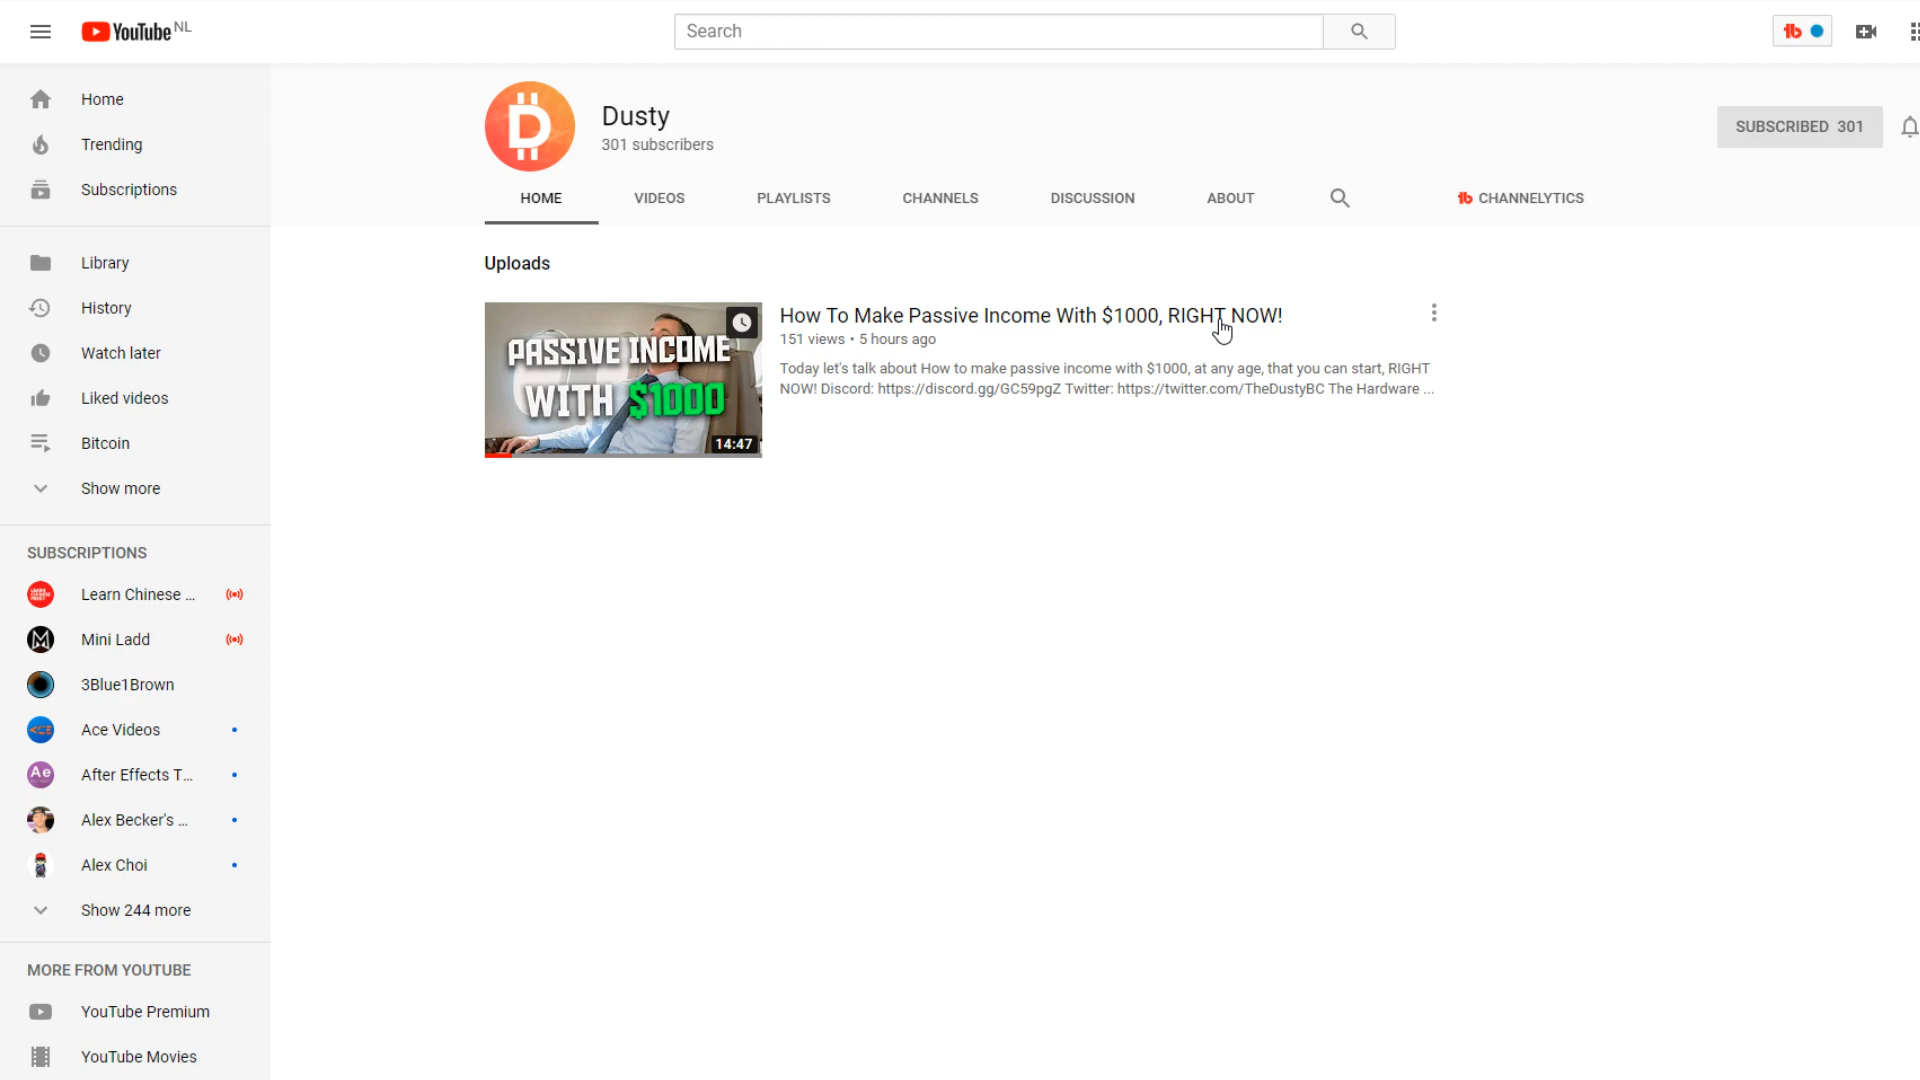 YouTube NL
Search
Home
Trending
Subscriptions
Library
History
Watch later
Liked videos
Bitcoin
Show more
SUBSCRIPTIONS
Learn Chinese ...
Mini Ladd
3Blue1Brown
Ace Videos
After Effects T...
Alex Becker's ...
Alex Choi
Show 244 more
MORE FROM YOUTUBE
YouTube Premium
YouTube Movies
Dusty
301 subscribers
SUBSCRIBED 301
HOME
VIDEOS
PLAYLISTS
CHANNELS
DISCUSSION
ABOUT
CHANNELYTICS
Uploads
PASSIVE INCOME
WITH $1000
14:47
How To Make Passive Income With $1000, RIGHT NOW!
151 views • 5 hours ago
Today let's talk about How to make passive income with $1000, at any age, that you can start, RIGHT
NOW! Discord: https://discord.gg/GC59pgZ Twitter: https://twitter.com/TheDustyBC The Hardware ...